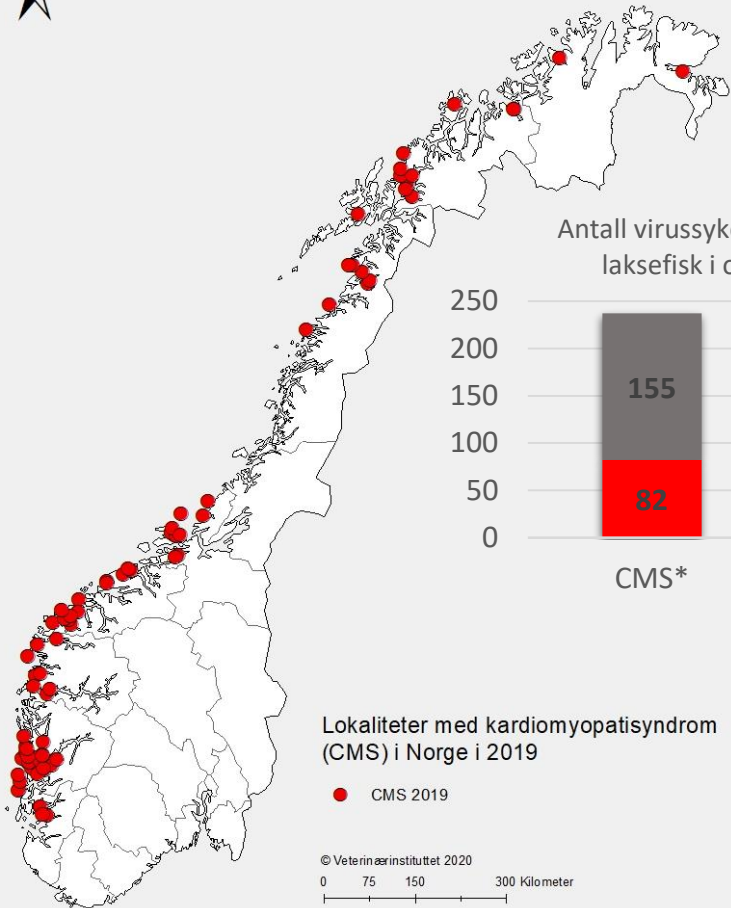 Antall virussyk
laksefisk i
250
200
150
100
50
0
155
82
CMS*
Lokaliteter med kardiomyopatisyndrom
(CMS) i Norge i 2019
CMS 2019
© Veterinærinstituttet 2020
0 75 150 300 Kilometer